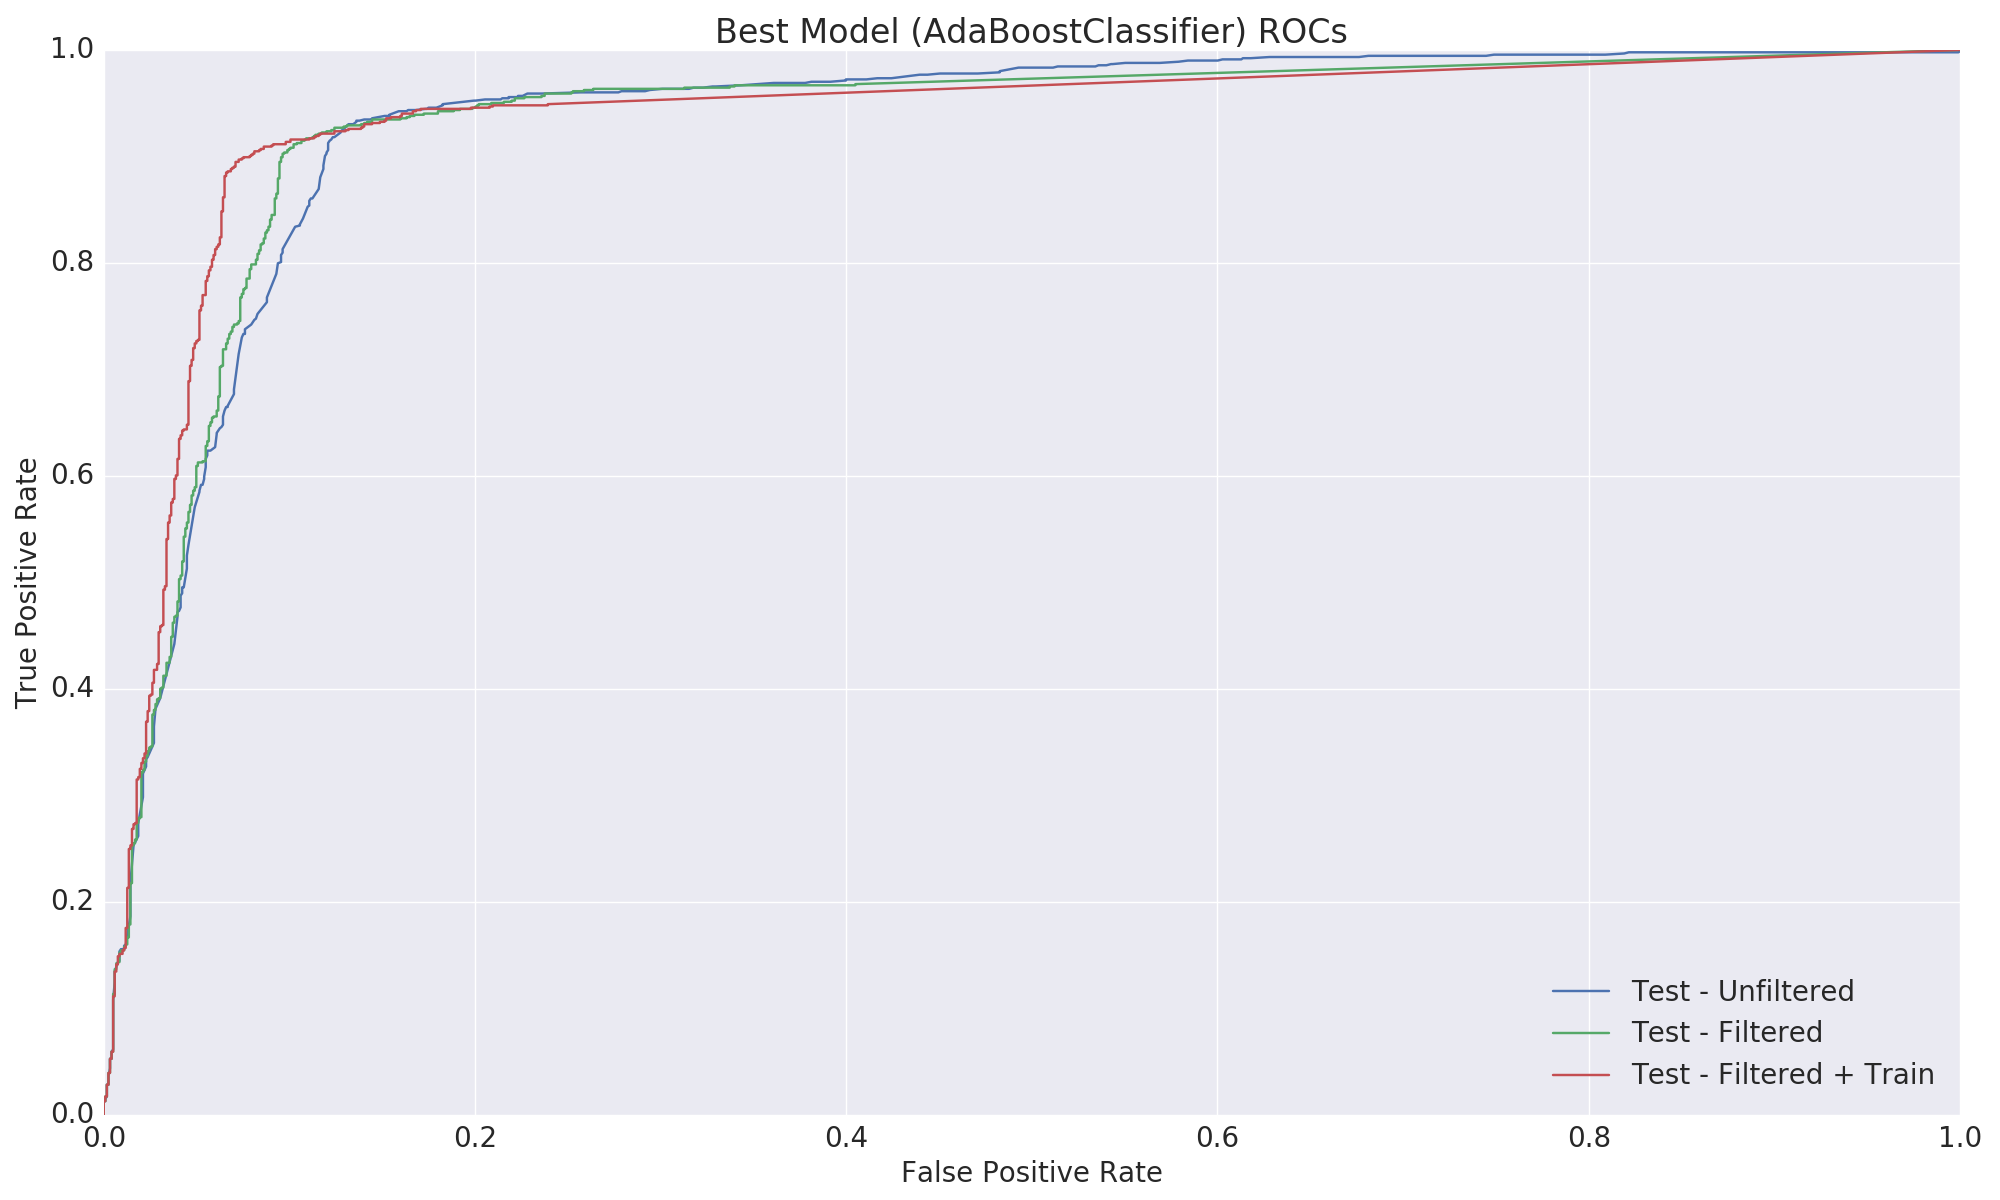 Best Model (AdaBoostClassifier) ROCs
1.0
0.8
0.6
0.4
0.2
0.0
True Positive Rate
Test - Unfiltered
Test - Filtered
Test - Filtered + Train
0.0 0.2 0.4 0.6 0.8 1.0
False Positive Rate